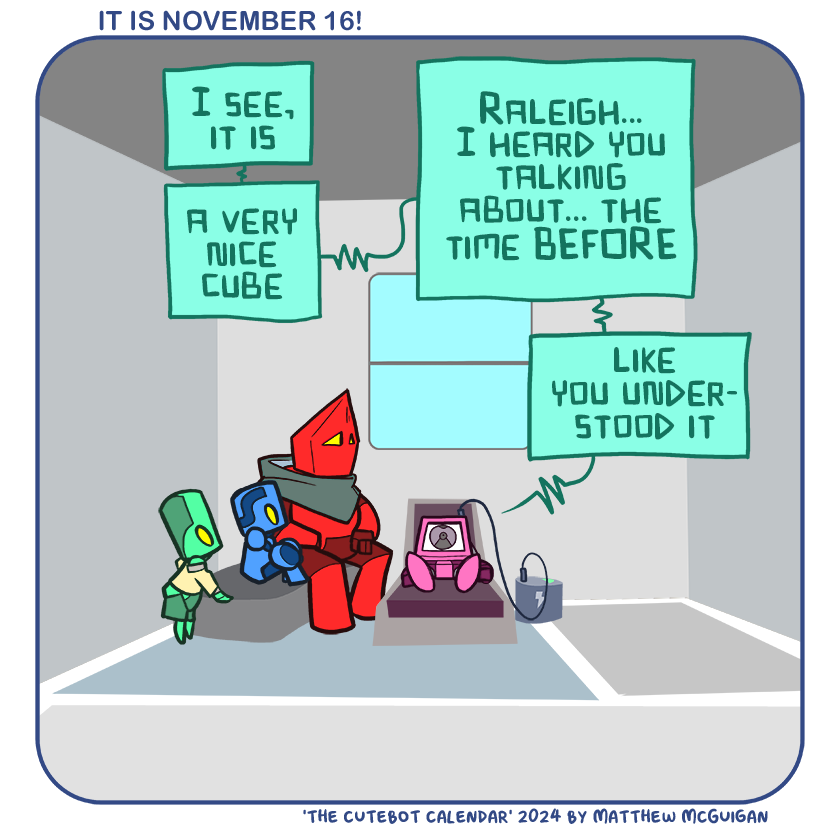 IT IS NOVEMBER 16!
I SEE,
IT IS
A VERY
NICE
CUBE
RALEIGH...
I HEARD YOU
TALKING
ABOUT... THE
TIME BEFORE
LIKE
YOU UNDER-
STOOD IT
'THE CUTEBOT CALENDAR' 2024 BY MATTHEW MCGUIGAN